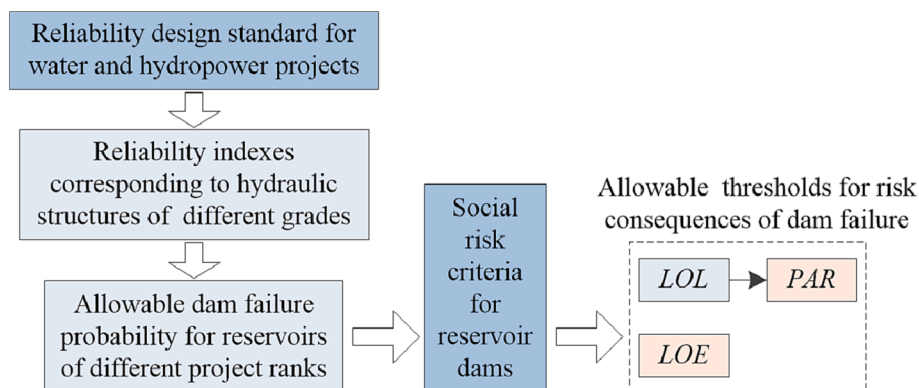 Reliability design standard for
water and hydropower projects
Reliability indexes
corresponding to hydraulic
structures of different grades
Allowable dam failure
probability for reservoirs
of different project ranks
Social
risk
criteria
for
reservoir
dams
Allowable thresholds for risk
consequences of dam failure
LOL
PAR
LOE